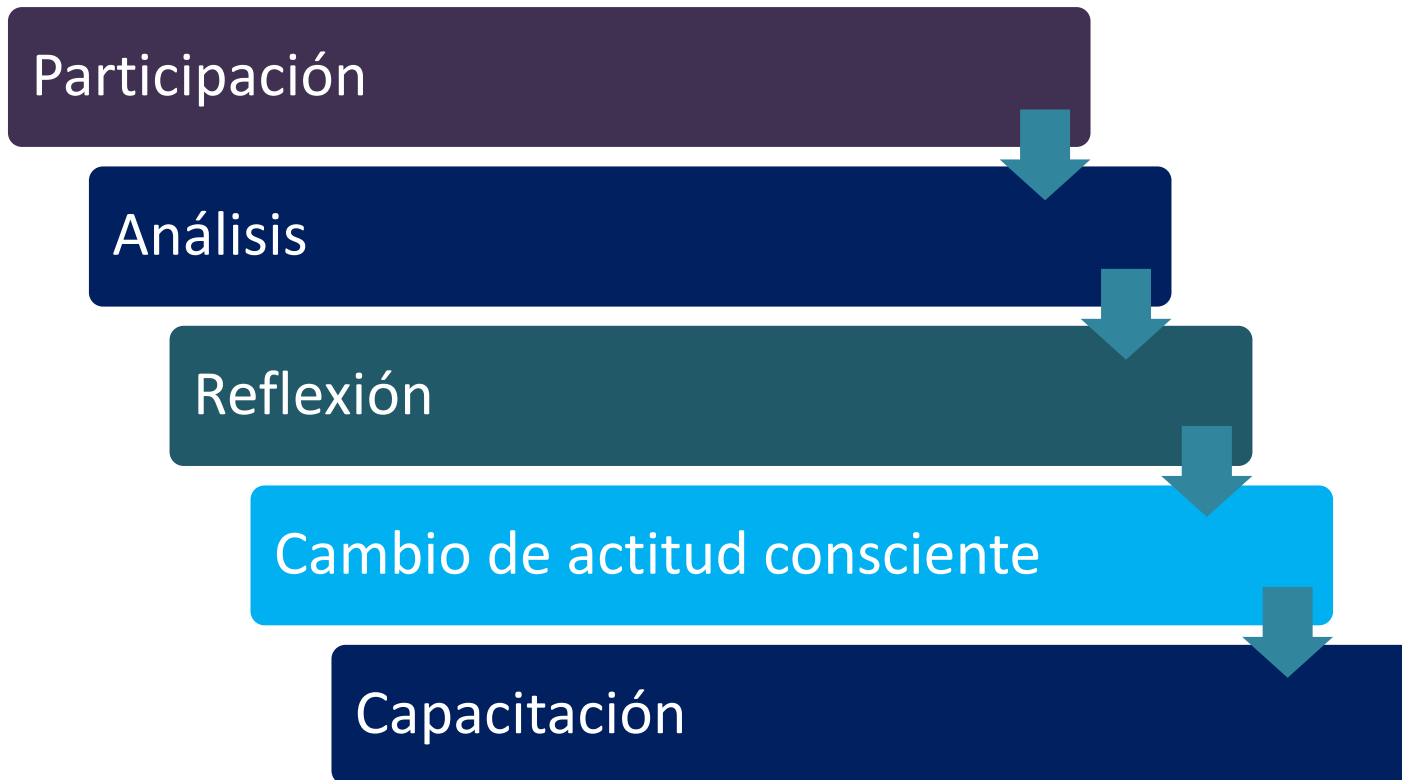 Participación
Análisis
Reflexión
Cambio de actitud consciente
Capacitación